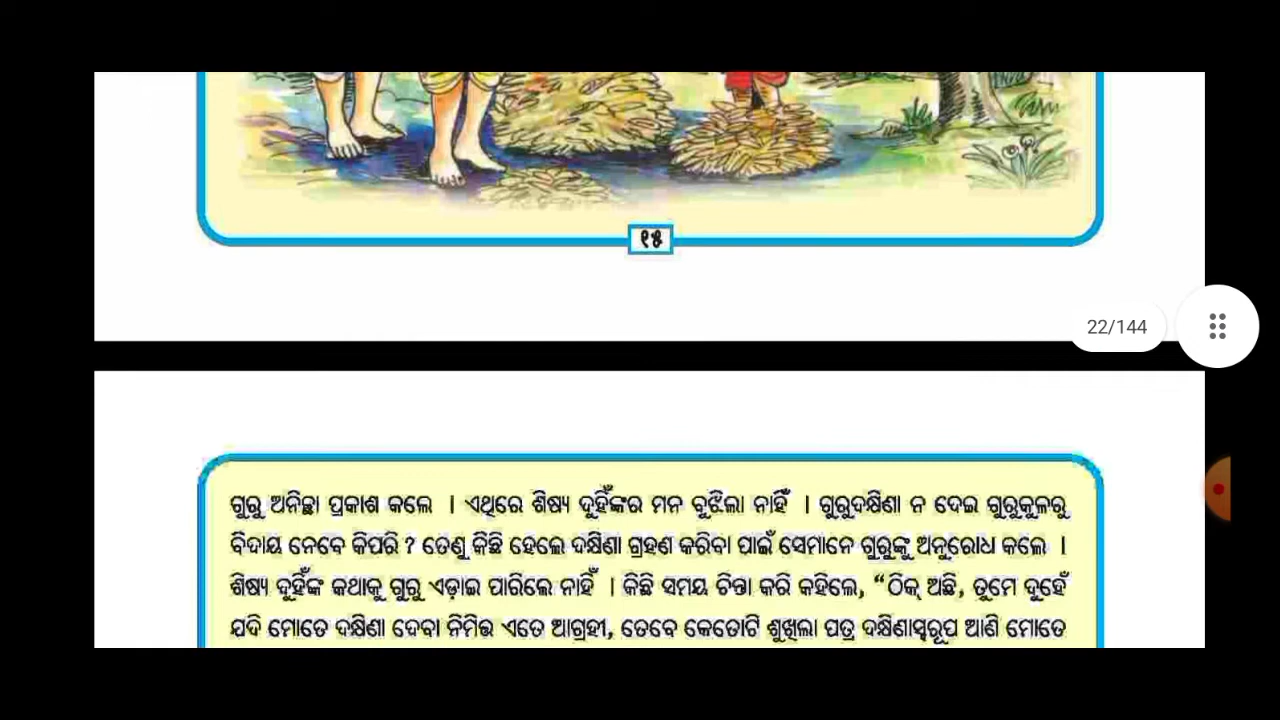 ୧୫
22/144
ଗୁରୁ ଅନିଚ୍ଛା ପ୍ରକାଶ କଲେ । ଏଥିରେ ଶିଷ୍ୟ ଦୁହିଁଙ୍କର ମନ ବୁଝିଲା ନାହିଁ । ଗୁରୁଦକ୍ଷିଣା ନ ଦେଇ ଗୁରୁକୁଳରୁ
ବିଦାୟ ନେବେ କିପରି ? ତେଣୁ କିଛି ହେଲେ ଦକ୍ଷିଣା ଗ୍ରହଣ କରିବା ପାଇଁ ସେମାନେ ଗୁରୁଙ୍କୁ ଅନୁରୋଧ କଲେ ।
ଶିଷ୍ୟ ଦୁହିଁଙ୍କ କଥାକୁ ଗୁରୁ ଏଡ଼ାଇ ପାରିଲେ ନାହିଁ । କିଛି ସମୟ ଚିନ୍ତା କରି କହିଲେ, “ଠିକ୍ ଅଛି, ତୁମେ ଦୁହେଁ
ଯଦି ମୋତେ ଦକ୍ଷିଣା ଦେବା ନିମିତ୍ତ ଏତେ ଆଗ୍ରହୀ, ତେବେ କେତୋଟି ଶୁଖିଲା ପତ୍ର ଦକ୍ଷିଣାସ୍ୱରୂପ ଆଣି ମୋତେ